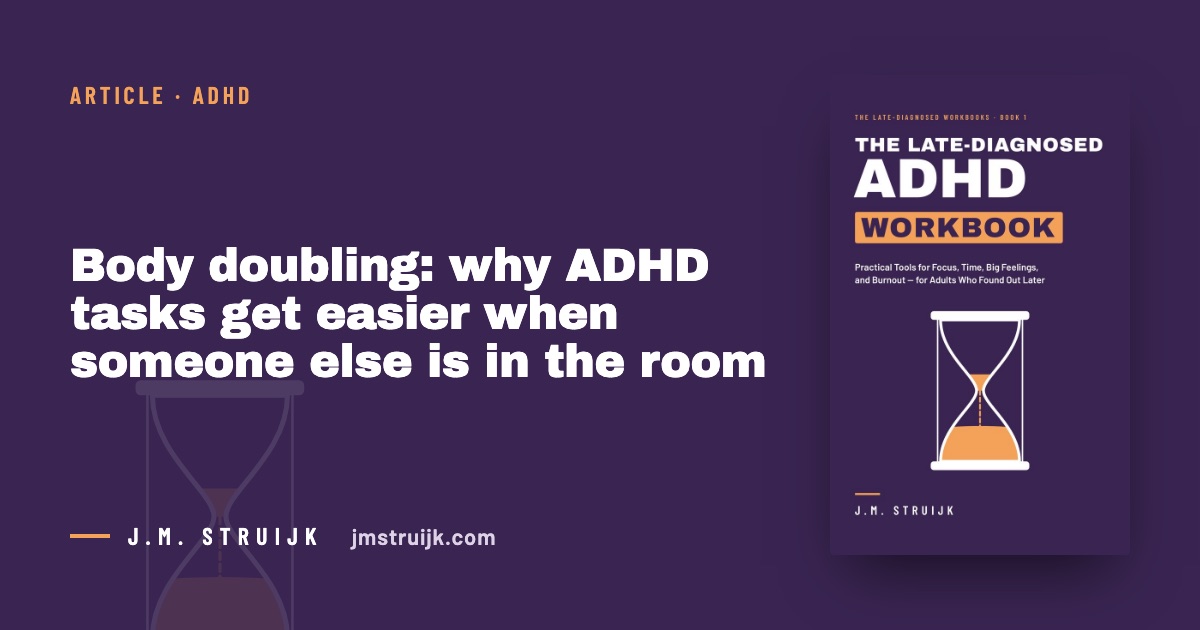 ARTICLE · ADHD
Body doubling: why ADHD
tasks get easier when
someone else is in the room
J.M. STRUIJK jmstruijk.com
THE LATE-DIAGNOSED WORKBOOKS · BOOK 1
THE LATE-DIAGNOSED
ADHD
WORKBOOK
Practical Tools for Focus, Time, Big Feelings,
and Burnout — for Adults Who Found Out Later
J.M. STRUIJK